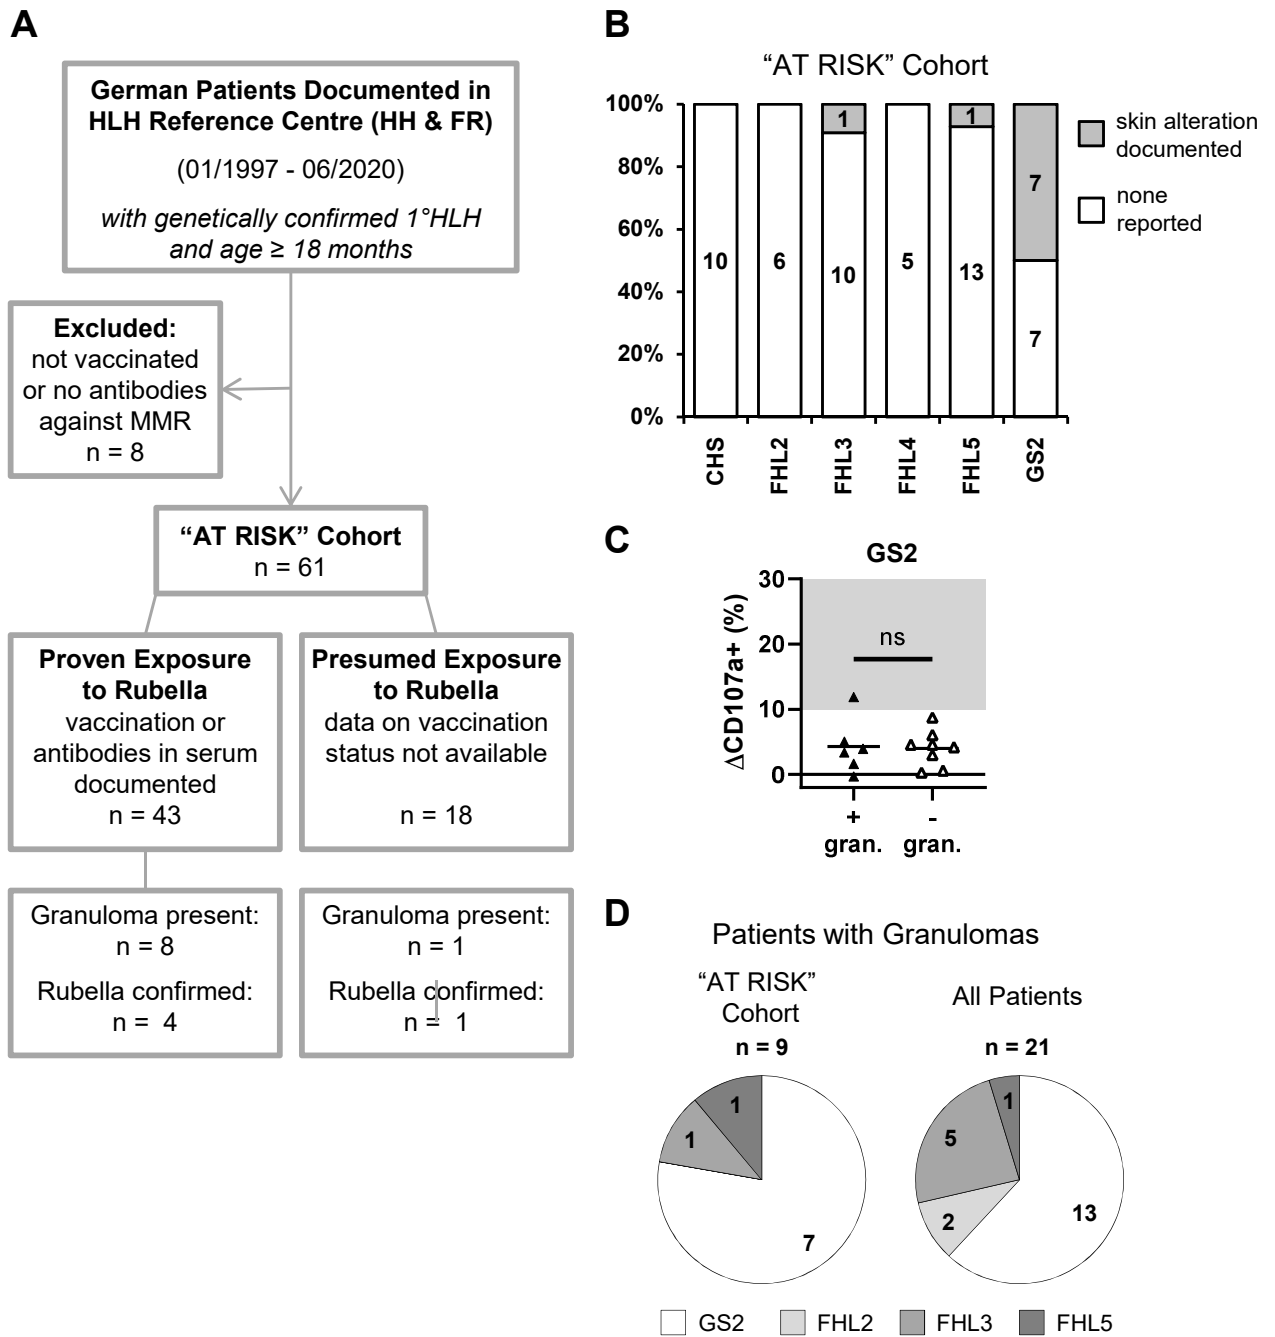 A
German Patients Documented in
HLH Reference Centre (HH & FR)
(01/1997 - 06/2020)
with genetically confirmed 1°HLH
and age ≥ 18 months
Excluded:
not vaccinated
or no antibodies
against MMR
n = 8
“AT RISK” Cohort
n = 61
Proven Exposure
to Rubella
vaccination or
antibodies in serum
documented
n = 43
Presumed Exposure
to Rubella
data on vaccination
status not available
n = 18
Granuloma present:
n = 8
Rubella confirmed:
n = 4
Granuloma present:
n = 1
Rubella confirmed:
n = 1
B
“AT RISK” Cohort
100%
80%
60%
40%
20%
0%
10
6
1
10
5
1
13
7
7
CHS
FHL2
FHL3
FHL4
FHL5
GS2
skin alteration
documented
none
reported
C
GS2
ΔCD107a+ (%)
30
20
10
0
ns
+
gran.
-
gran.
D
Patients with Granulomas
“AT RISK”
Cohort
n = 9
1
1
7
All Patients
n = 21
1
5
2
13
GS2
FHL2
FHL3
FHL5